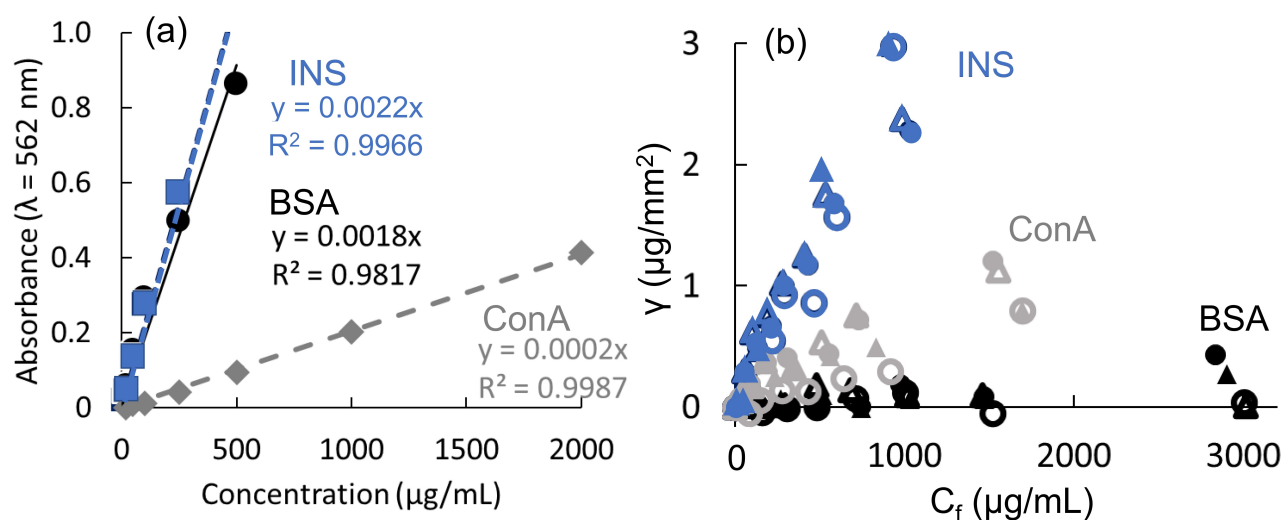 (a)
1.0
0.8
0.6
0.4
0.2
0
Absorbance (λ = 562 nm)
INS
y = 0.0022x
R² = 0.9966
BSA
y = 0.0018x
R² = 0.9817
ConA
y = 0.0002x
R² = 0.9987
0 500 1000 1500 2000
Concentration (µg/mL)
(b)
3
2
1
0
γ (µg/mm²)
INS
ConA
BSA
0 1000 2000 3000
C_f (µg/mL)